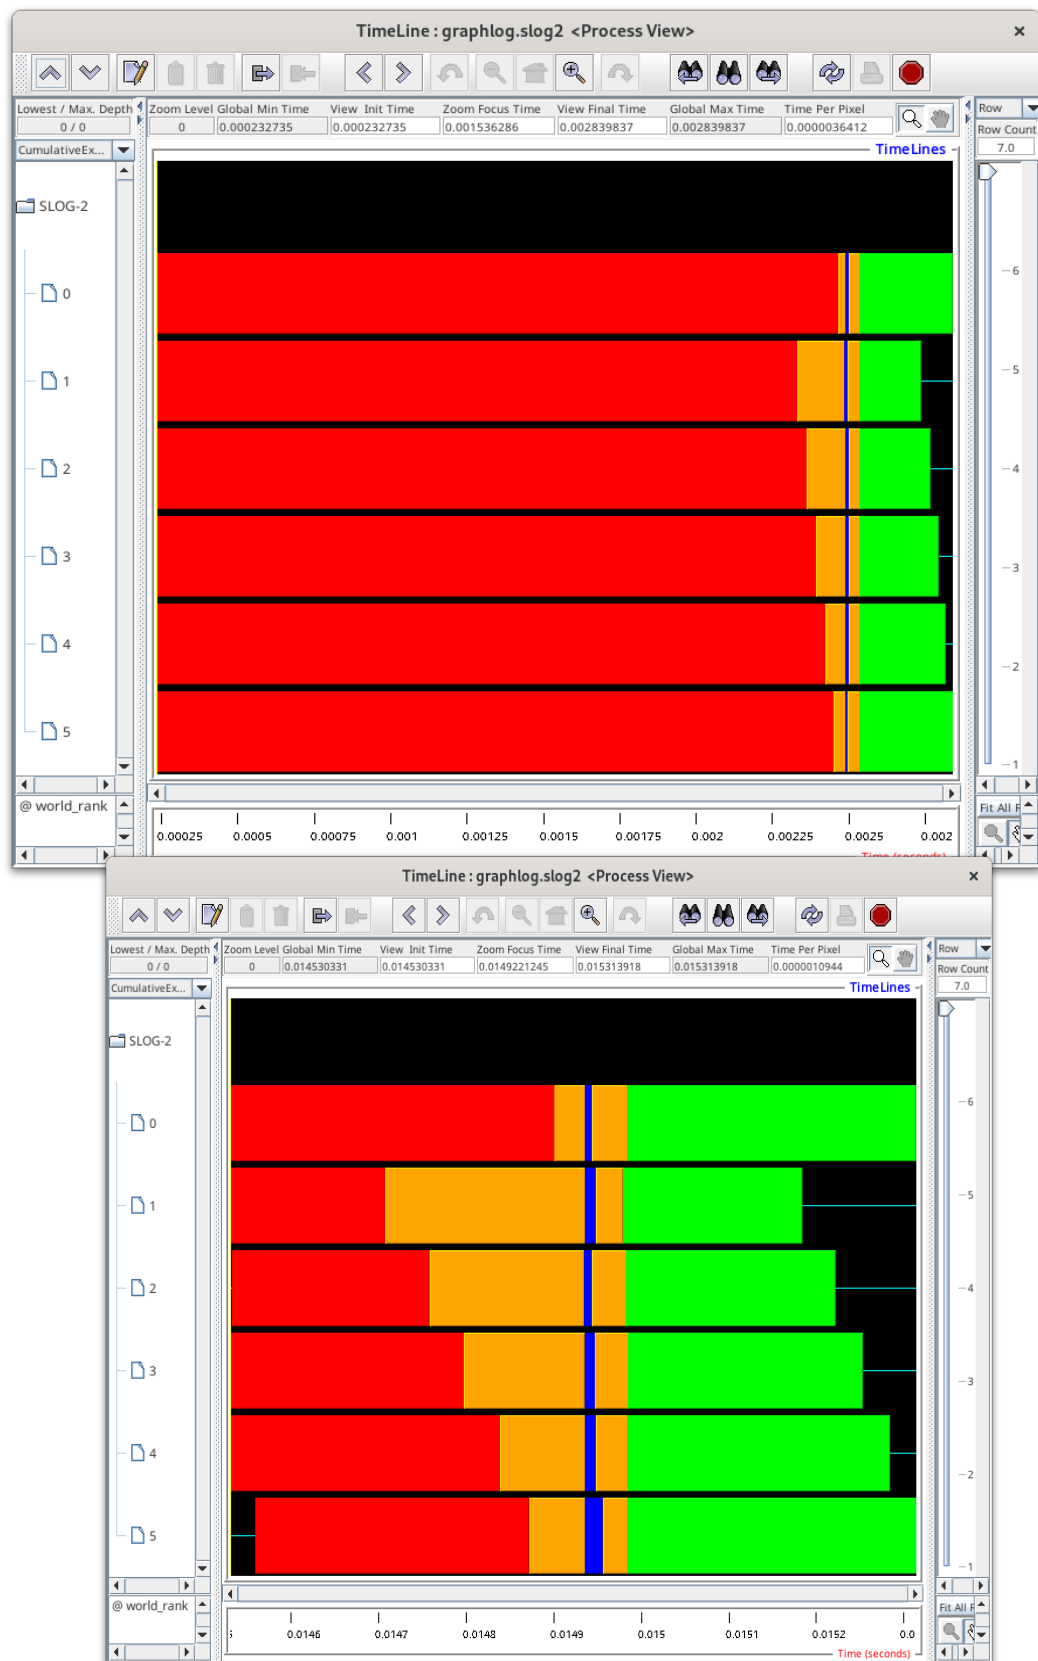 TimeLine : graphlog.slog2 <Process View>
Lowest / Max. Depth Zoom Level Global Min Time View Init Time Zoom Focus Time View Final Time Global Max Time Time Per Pixel Row
0 / 0 0 0.000232735 0.000232735 0.001536286 0.002839837 0.002839837 0.0000036412 Row Count
CumulativeEx... 7.0
TimeLines
SLOG-2
0 6
1 5
2 4
3 3
4 2
5 1
@ world_rank Fit All
0.00025 0.0005 0.00075 0.001 0.00125 0.0015 0.00175 0.002 0.00225 0.0025 0.002
Time (seconds)
TimeLine : graphlog.slog2 <Process View>
Lowest / Max. Depth Zoom Level Global Min Time View Init Time Zoom Focus Time View Final Time Global Max Time Time Per Pixel Row
0 / 0 0 0.014530331 0.014530331 0.0149221245 0.015313918 0.015313918 0.0000010944 Row Count
CumulativeEx... 7.0
TimeLines
SLOG-2
0 6
1 5
2 4
3 3
4 2
5 1
@ world_rank Fit All
0.0146 0.0147 0.0148 0.0149 0.015 0.0151 0.0152 0.0
Time (seconds)